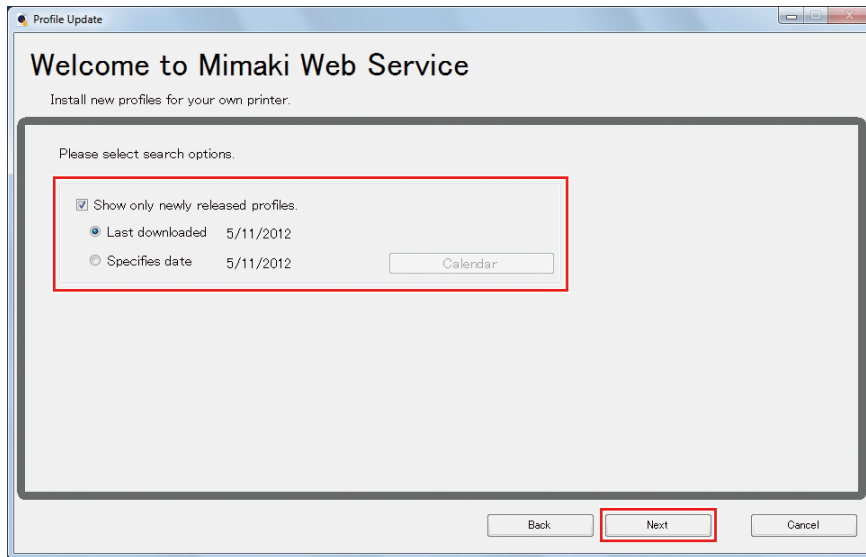 Profile Update
Welcome to Mimaki Web Service
Install new profiles for your own printer.
Please select search options.
Show only newly released profiles.
Last downloaded 5/11/2012
Specifies date 5/11/2012 Calendar
Back Next Cancel